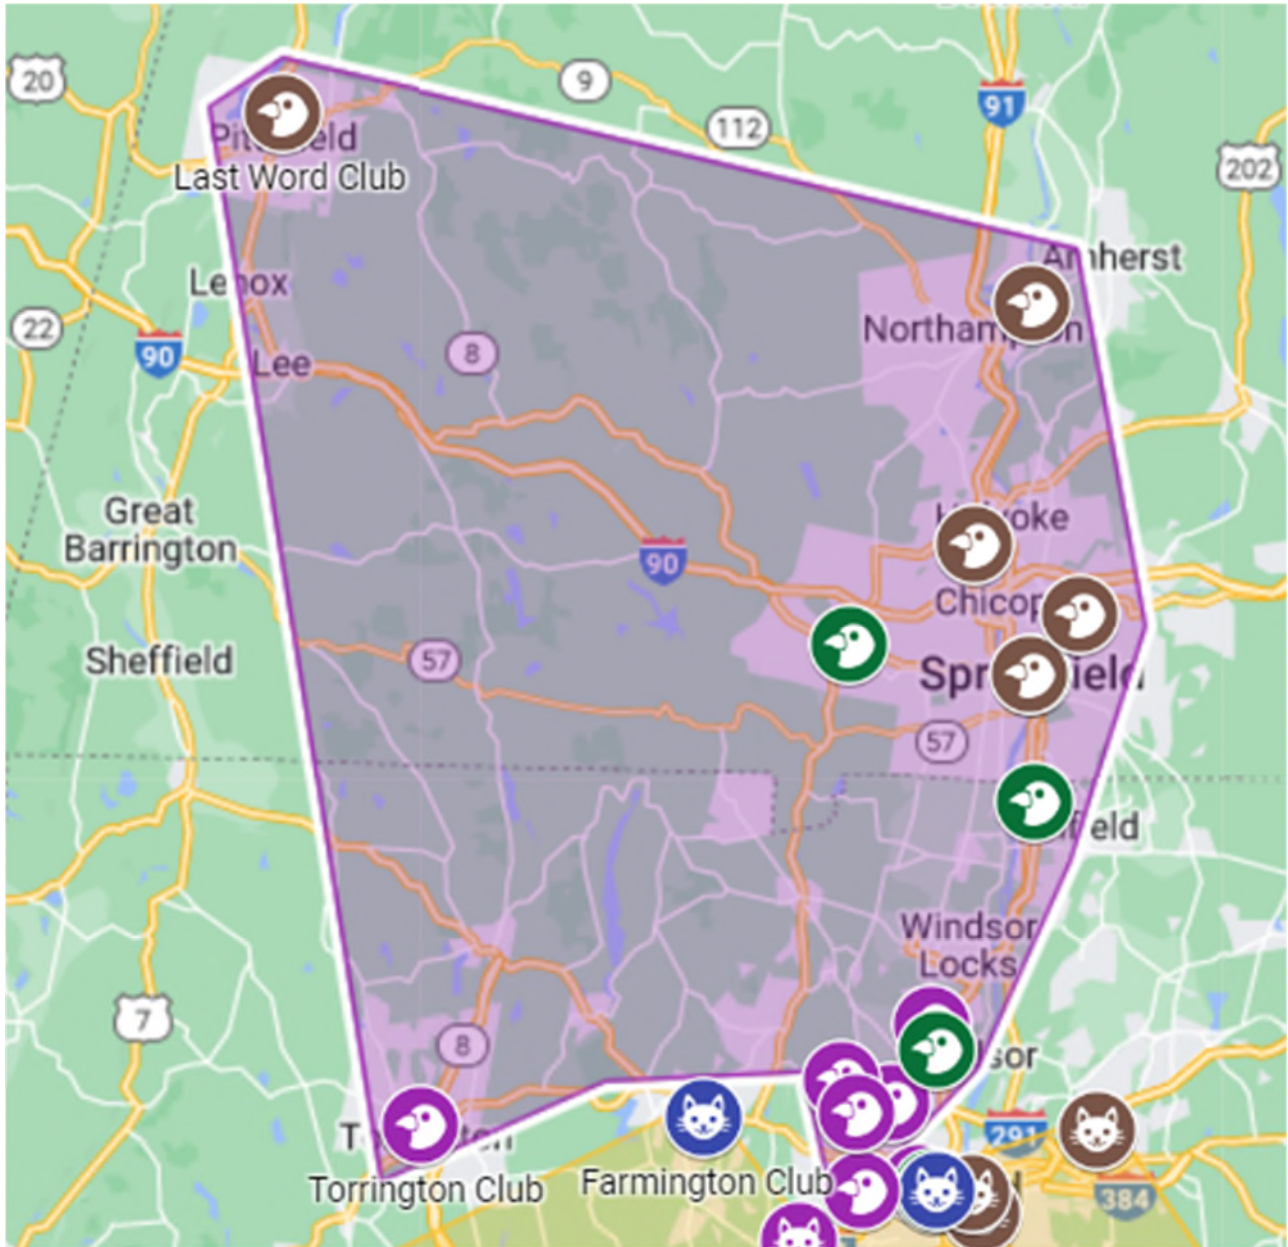 20
9
91
112
202
Last Word Club
Amherst
Lenox
22
90
Lee
8
Great
Barrington
90
Sheffield
57
57
Windsor
Locks
7
8
291
Torrington Club
Farmington Club
384